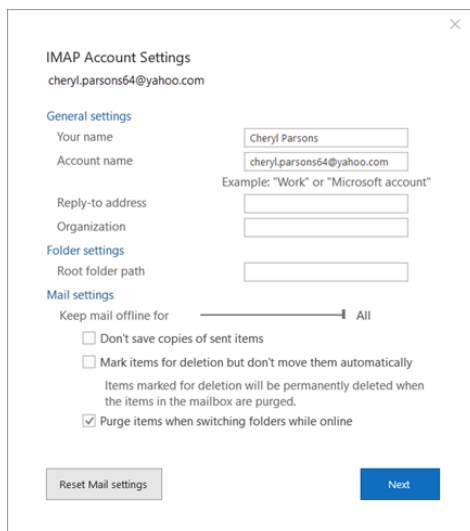 IMAP Account Settings
cheryl.parsons64@yahoo.com
General settings
Your name Cheryl Parsons
Account name cheryl.parsons64@yahoo.com
Example: "Work" or "Microsoft account"
Reply-to address
Organization
Folder settings
Root folder path
Mail settings
Keep mail offline for All
Don't save copies of sent items
Mark items for deletion but don't move them automatically
Items marked for deletion will be permanently deleted when
the items in the mailbox are purged.
Purge items when switching folders while online
Reset Mail settings Next